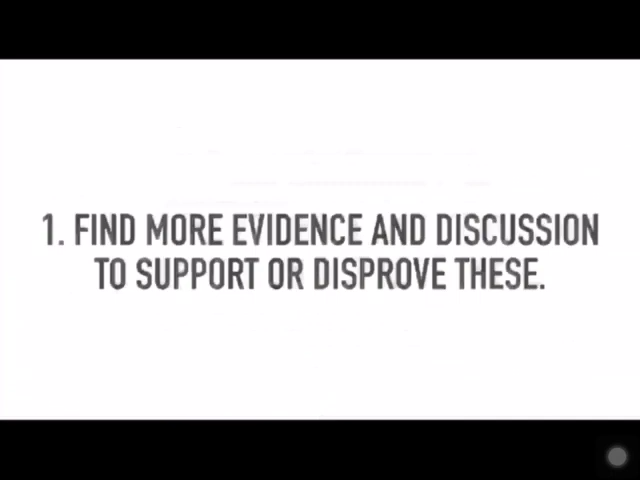 1. FIND MORE EVIDENCE AND DISCUSSION
TO SUPPORT OR DISPROVE THESE.